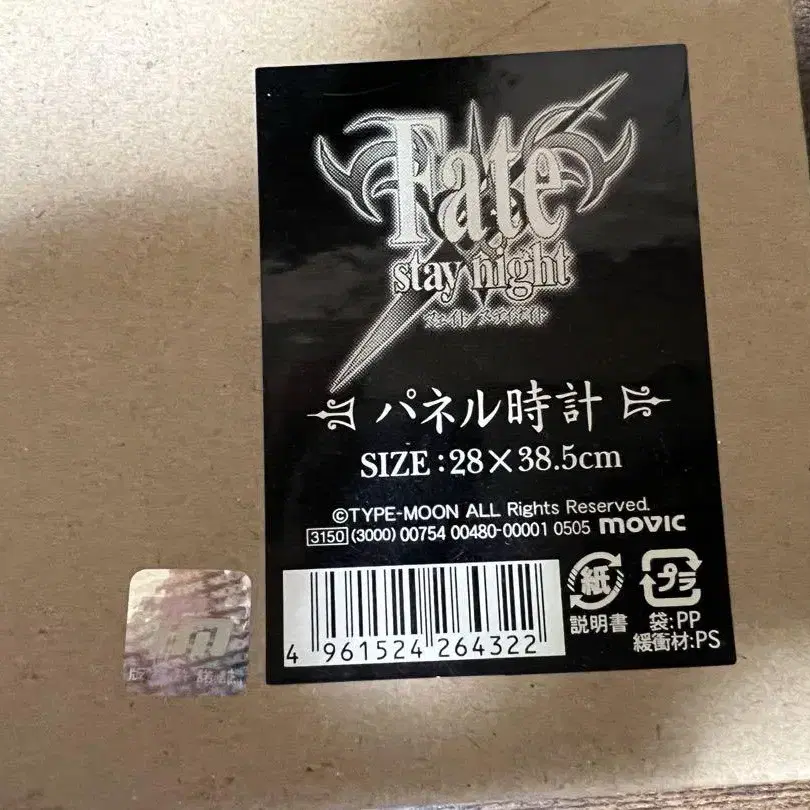 Fate
stay night
フェイト/ステイナイト
パネル時計
SIZE:28×38.5cm
©TYPE-MOON ALL Rights Reserved.
3150 (3000) 00754 00480-00001 0505 movic
紙
説明書
プラ
袋:PP
緩衝材:PS
4 961524 264322